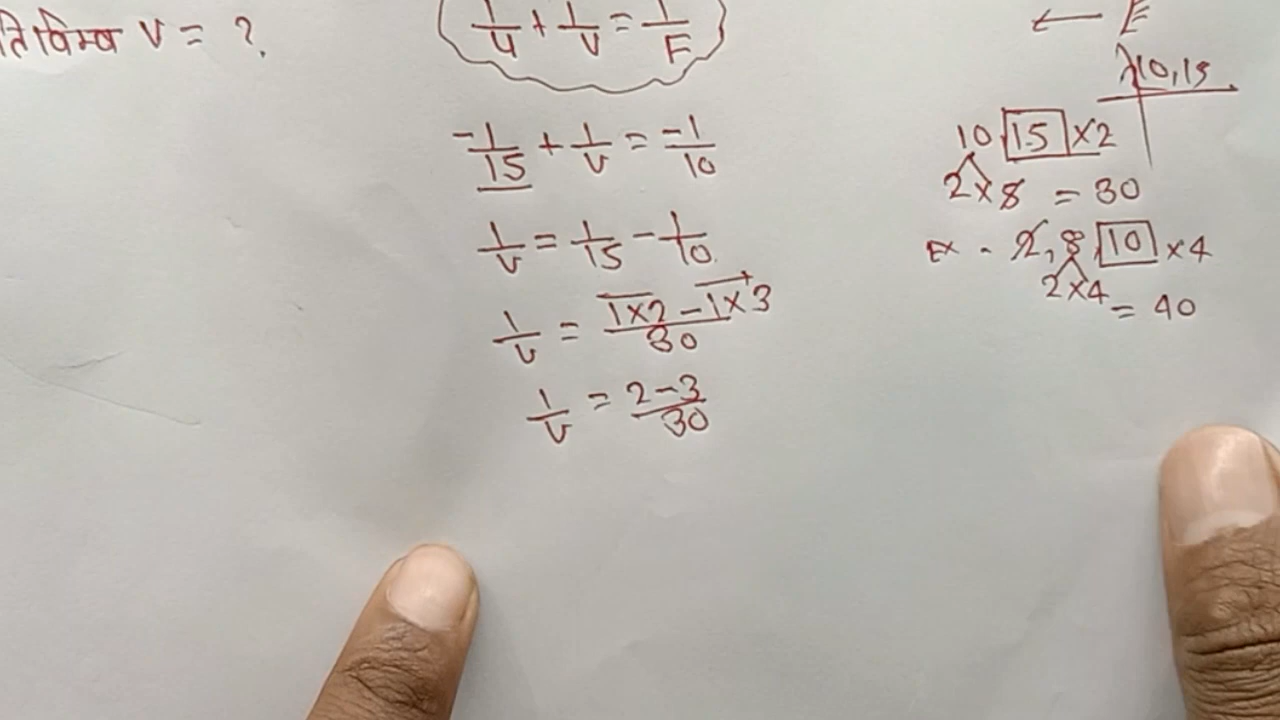 तिबिम्ब v = ?
1/u + 1/v = 1/F
-1/15 + 1/v = -1/10
1/v = 1/15 - 1/10
1/v = 1×2 - 1×3/30
1/v = 2-3/30
← F
10,15
10 15 ×2
2×8 = 30
Ex - 2, 8 10 ×4
2×4 = 40